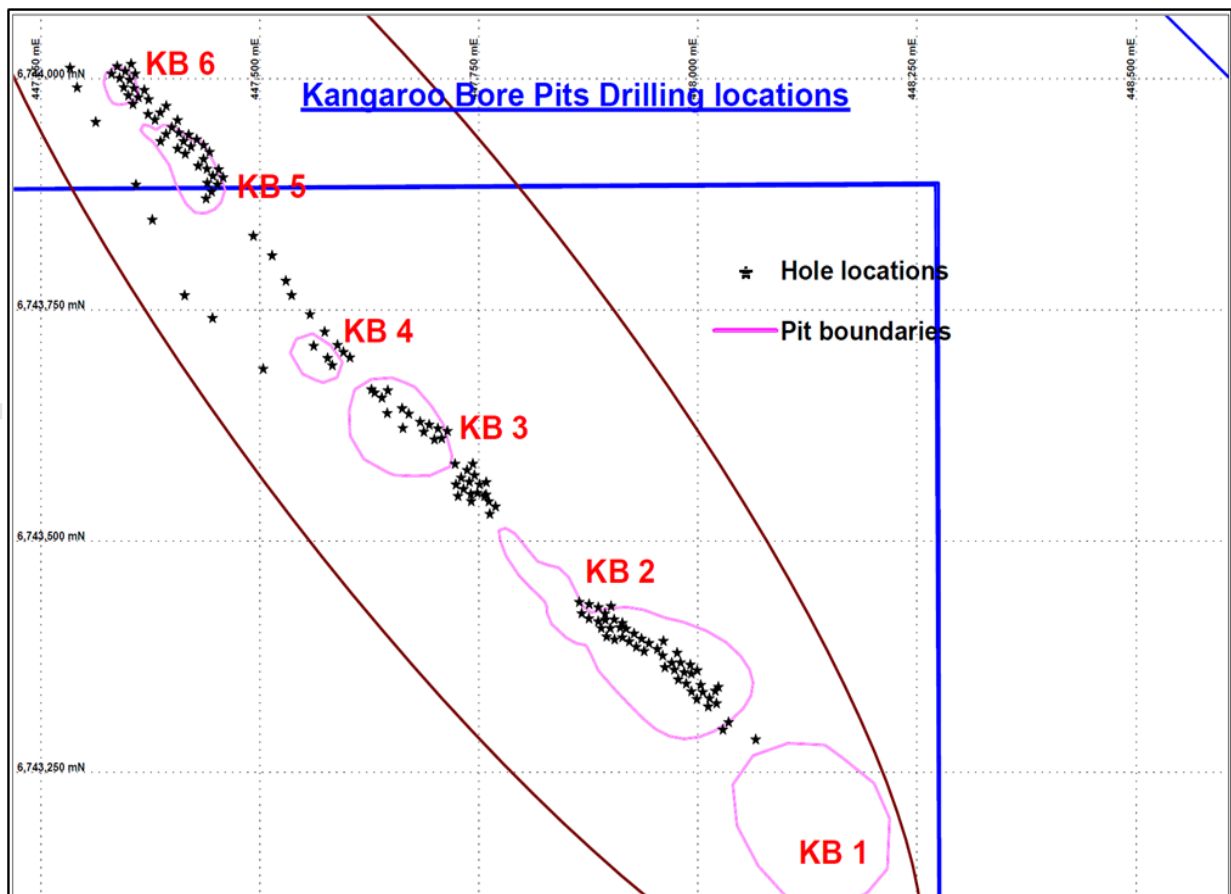 447,250 mE
447,500 mE
447,750 mE
448,000 mE
448,250 mE
448,500 mE
6,744,000 mN
KB 6
Kangaroo Bore Pits Drilling locations
KB 5
Hole locations
6,743,750 mN
KB 4
Pit boundaries
KB 3
6,743,500 mN
KB 2
6,743,250 mN
KB 1